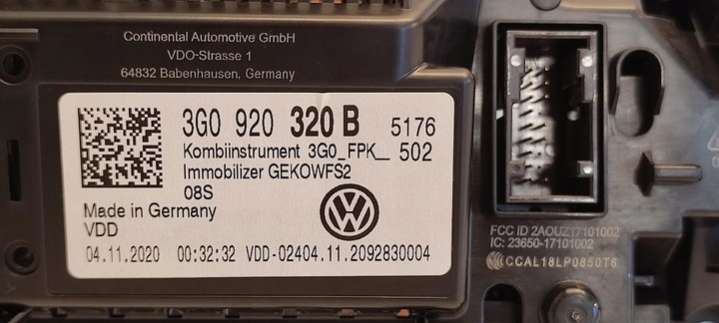 Continental Automotive GmbH
VDO-Strasse 1
64832 Babenhausen, Germany
3G0 920 320 B 5176
Kombiinstrument 3G0_FPK_ 502
Immobilizer GEKOWFS2
08S
Made in Germany
VDD
04.11.2020 00:32:32 VDD-02404.11.2092830004
FCC ID 2AOUZ17101002
IC: 23650-17101002
CCAL18LP0850T6